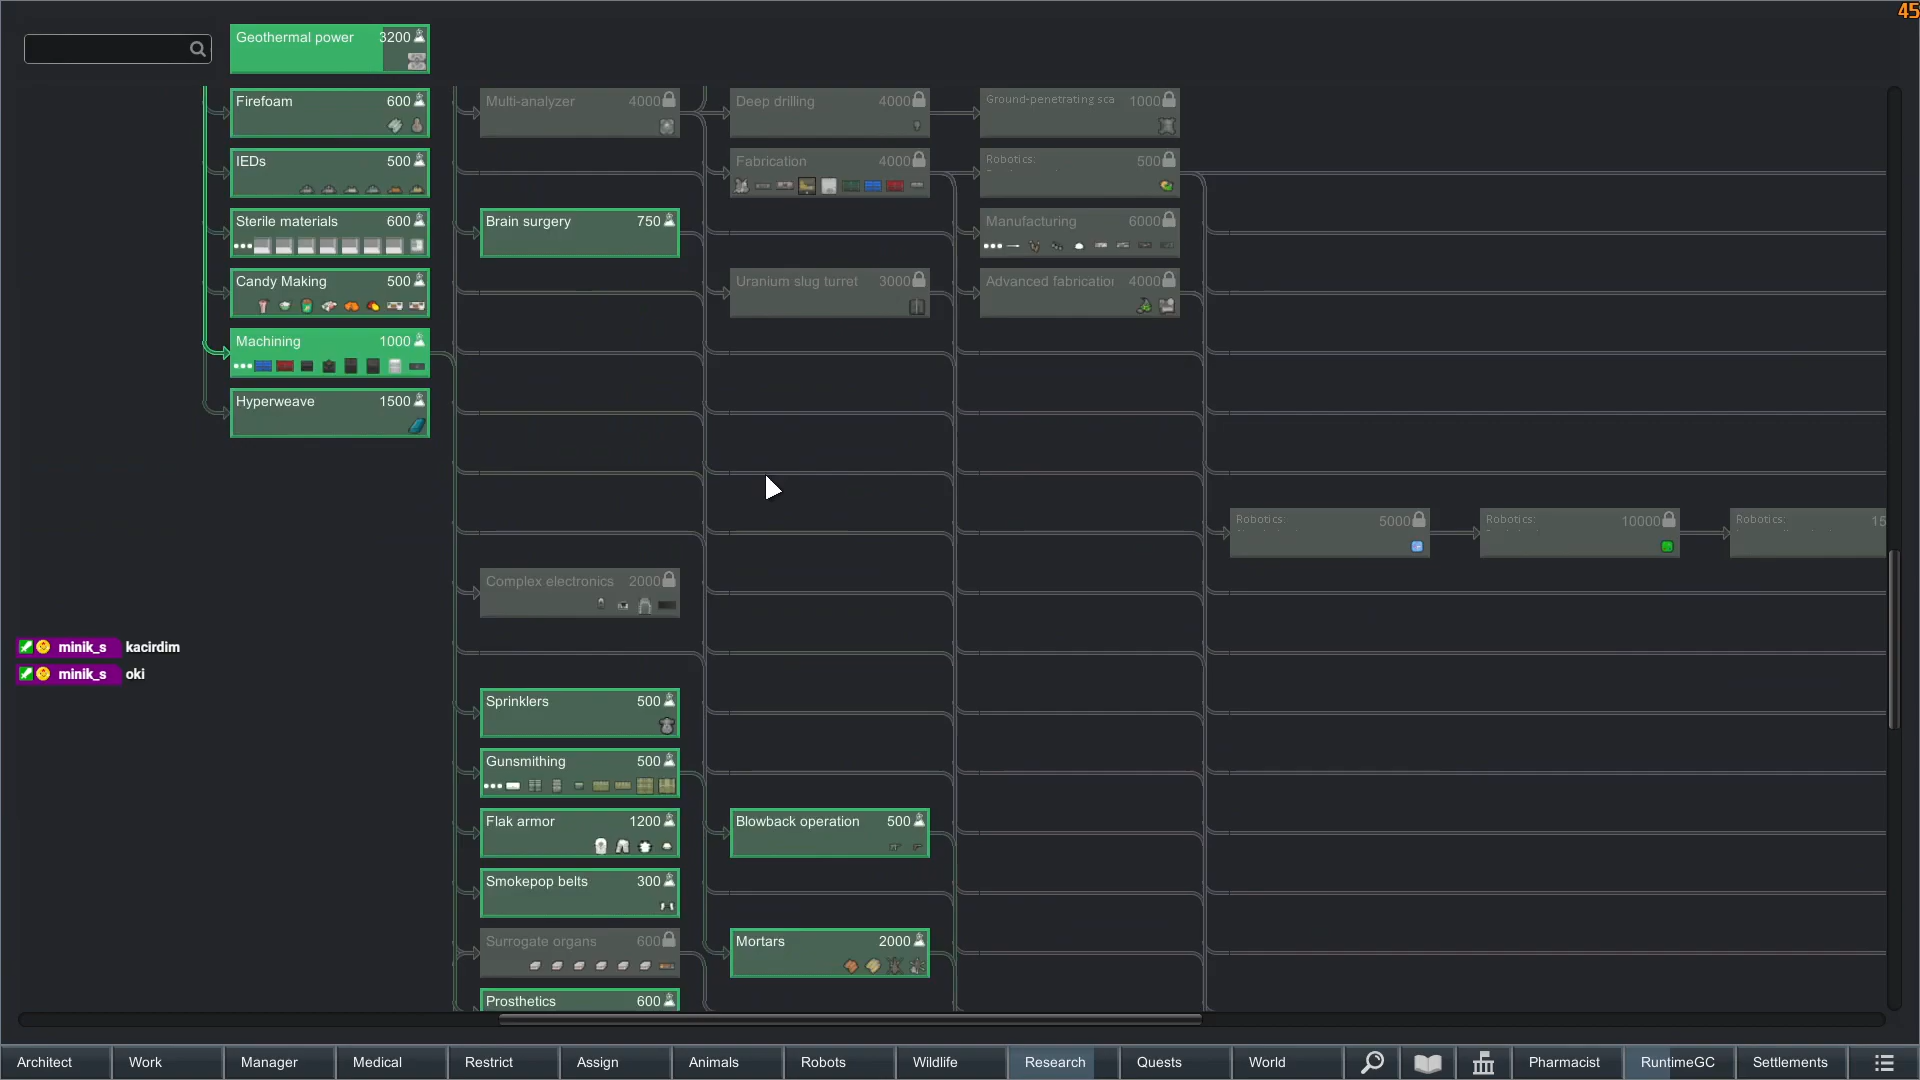 45
Geothermal power 3200
Firefoam 600
Multi-analyzer 4000
Deep drilling 4000
Ground-penetrating sca 1000
IEDs 500
Fabrication 4000
Robotics: 500
Sterile materials 600
Brain surgery 750
Manufacturing 6000
Candy Making 500
Uranium slug turret 3000
Advanced fabrication 4000
Machining 1000
Hyperweave 1500
Robotics: 5000
Robotics: 10000
Robotics: 15
Complex electronics 2000
minik_s kacirdim
minik_s oki
Sprinklers 500
Gunsmithing 500
Flak armor 1200
Blowback operation 500
Smokepop belts 300
Surrogate organs 600
Mortars 2000
Prosthetics 600
Architect Work Manager Medical Restrict Assign Animals Robots Wildlife Research Quests World Pharmacist RuntimeGC Settlements